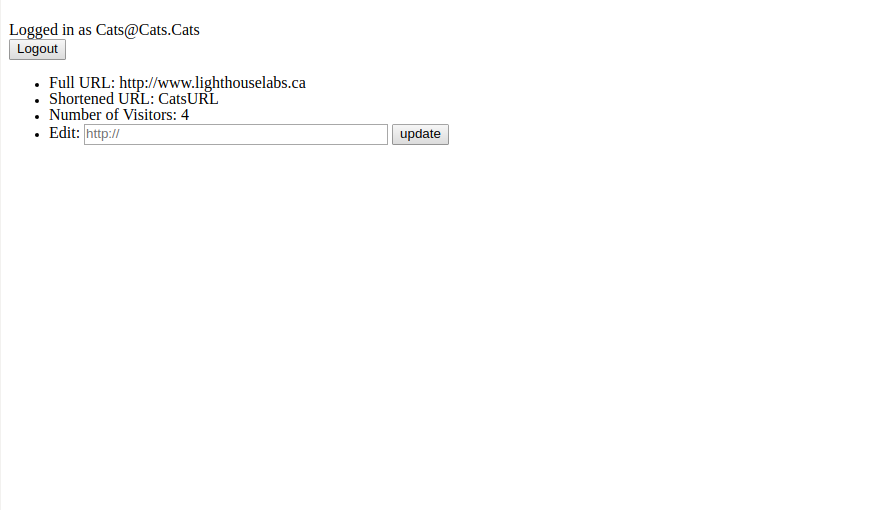 Logged in as Cats@Cats.Cats
Logout
Full URL: http://www.lighthouselabs.ca
Shortened URL: CatsURL
Number of Visitors: 4
Edit: http:// update